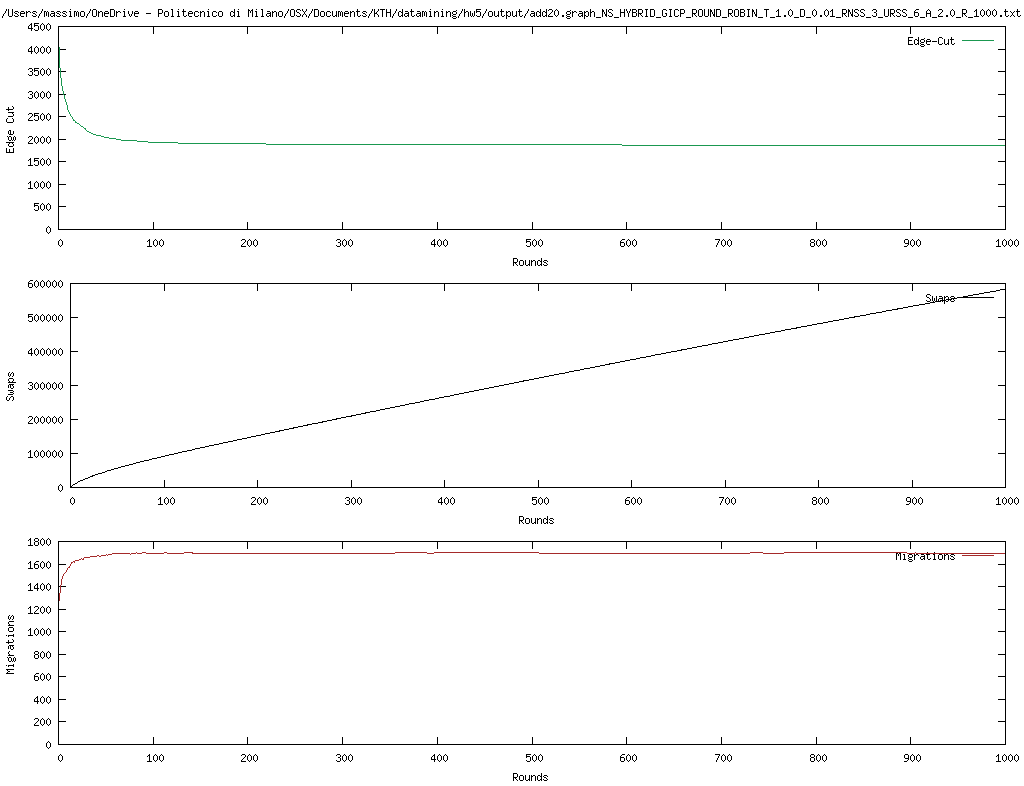 /Users/massimo/OneDrive - Politecnico di Milano/OSX/Documents/KTH/datamining/hw5/output/add20.graph_NS_HYBRID_GICP_ROUND_ROBIN_T_1.0_D_0.01_RNSS_3_URSS_6_A_2.0_R_1000.txt
4500
4000
3500
3000
2500
2000
1500
1000
500
0
Edge Cut
Edge-Cut
0 100 200 300 400 500 600 700 800 900 1000
Rounds
600000
500000
400000
300000
200000
100000
0
Swaps
Swaps
0 100 200 300 400 500 600 700 800 900 1000
Rounds
1800
1600
1400
1200
1000
800
600
400
200
0
Migrations
Migrations
0 100 200 300 400 500 600 700 800 900 1000
Rounds